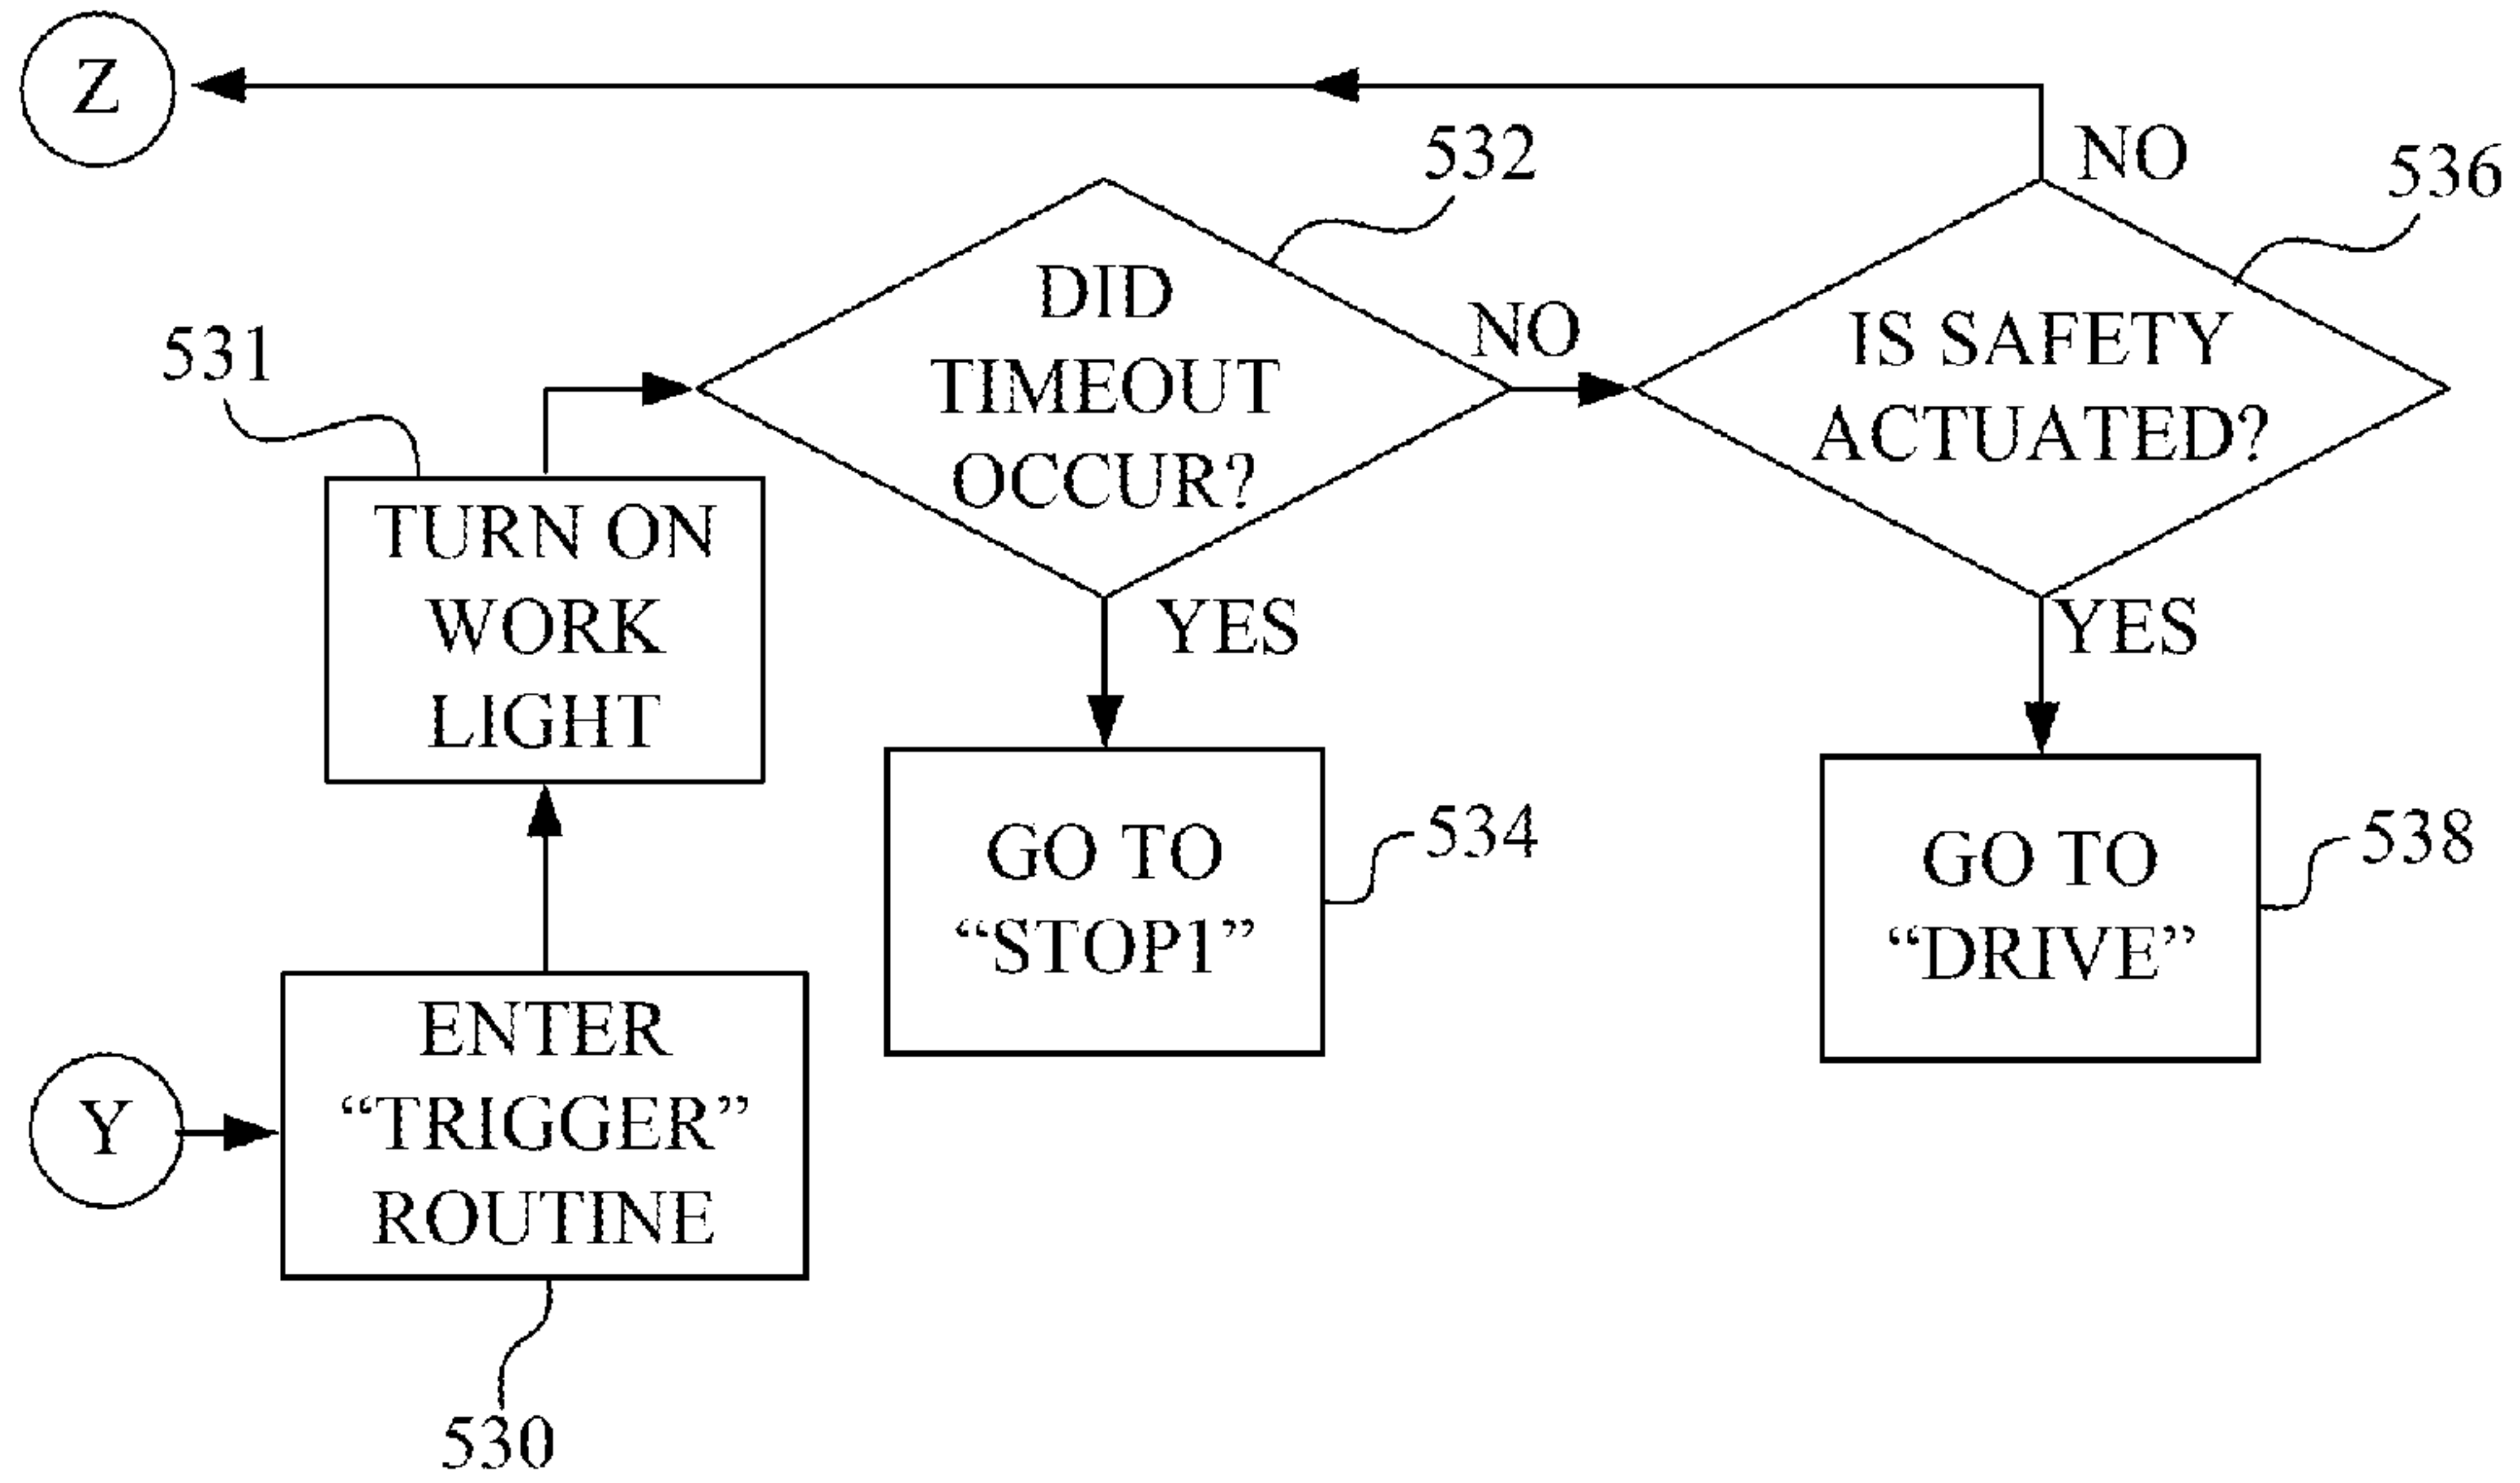 Z
532
NO
536
531
DID
TIMEOUT
OCCUR?
NO
IS SAFETY
ACTUATED?
TURN ON
WORK
LIGHT
YES
YES
GO TO
“STOP1”
534
GO TO
“DRIVE”
538
Y
ENTER
“TRIGGER”
ROUTINE
530